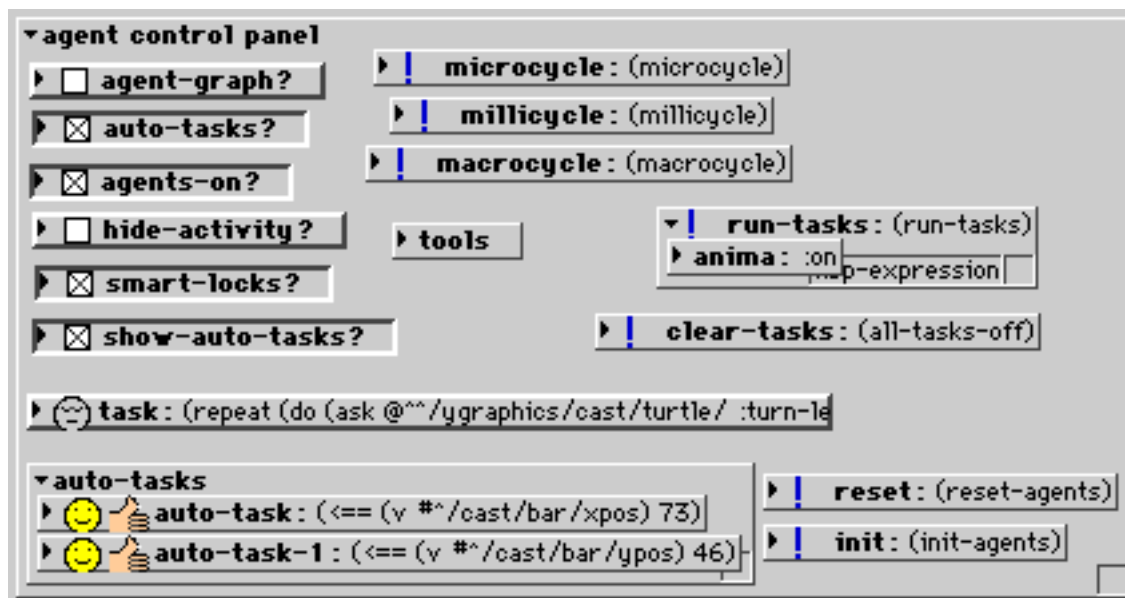 agent control panel
agent-graph?
microcycle: (microcycle)
auto-tasks?
millicycle: (millicycle)
agents-on?
macrocycle: (macrocycle)
hide-activity?
tools
run-tasks: (run-tasks)
anima: :on
-expression
smart-locks?
show-auto-tasks?
clear-tasks: (all-tasks-off)
task: (repeat (do (ask @^^/ygraphics/cast/turtle/ :turn-le
auto-tasks
auto-task: (<== (v #^/cast/bar/xpos) 73)
reset: (reset-agents)
auto-task-1: (<== (v #^/cast/bar/ypos) 46)
init: (init-agents)